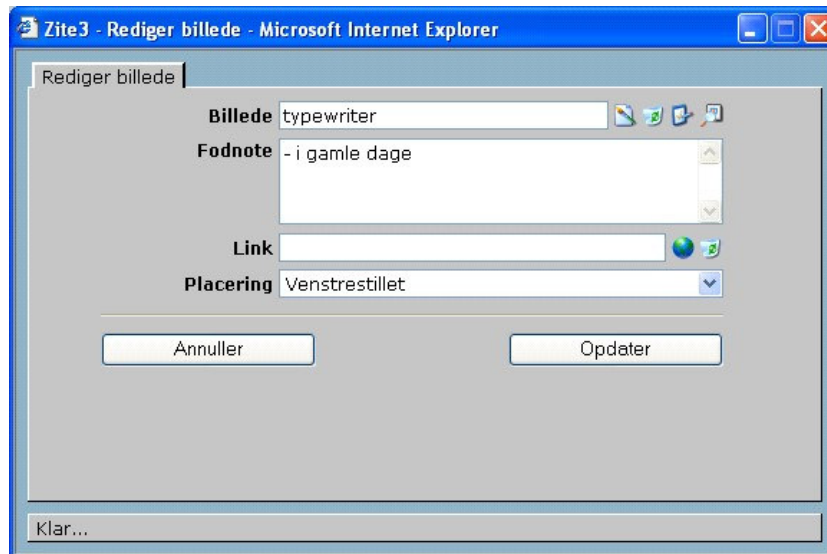 Zite3 - Rediger billede - Microsoft Internet Explorer
Rediger billede
Billede typewriter
Fodnote - i gamle dage
Link
Placering Venstrestillet
Annuller Opdater
Klar...